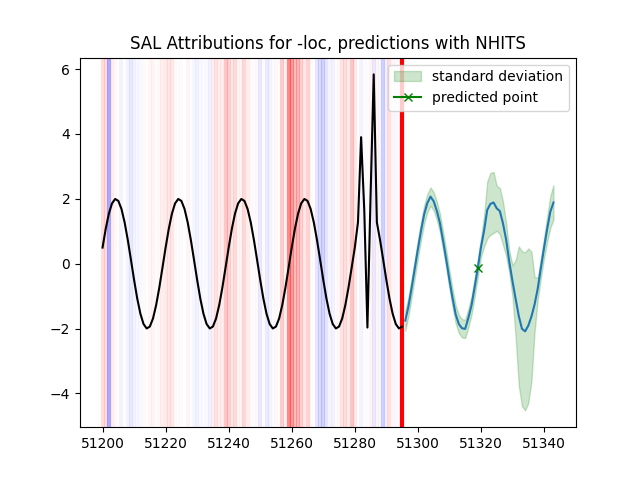 SAL Attributions for -loc, predictions with NHITS
standard deviation
predicted point
6
4
2
0
−2
−4
51200 51220 51240 51260 51280 51300 51320 51340